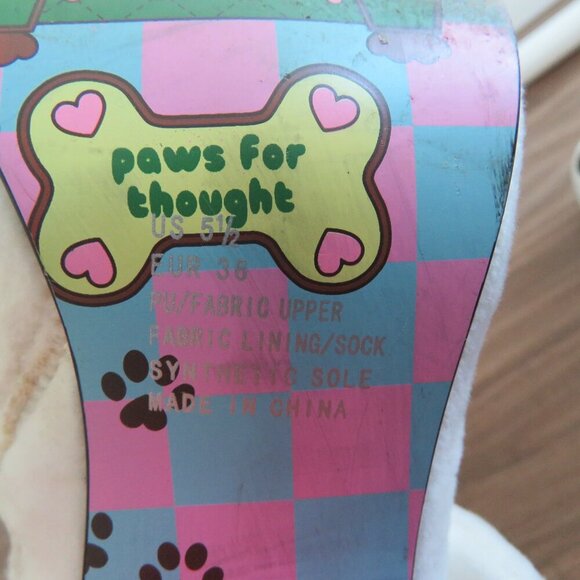 paws for
thought
US 5½
EUR 36
PU/FABRIC UPPER
FABRIC LINING/SOCK
SYNTHETIC SOLE
MADE IN CHINA